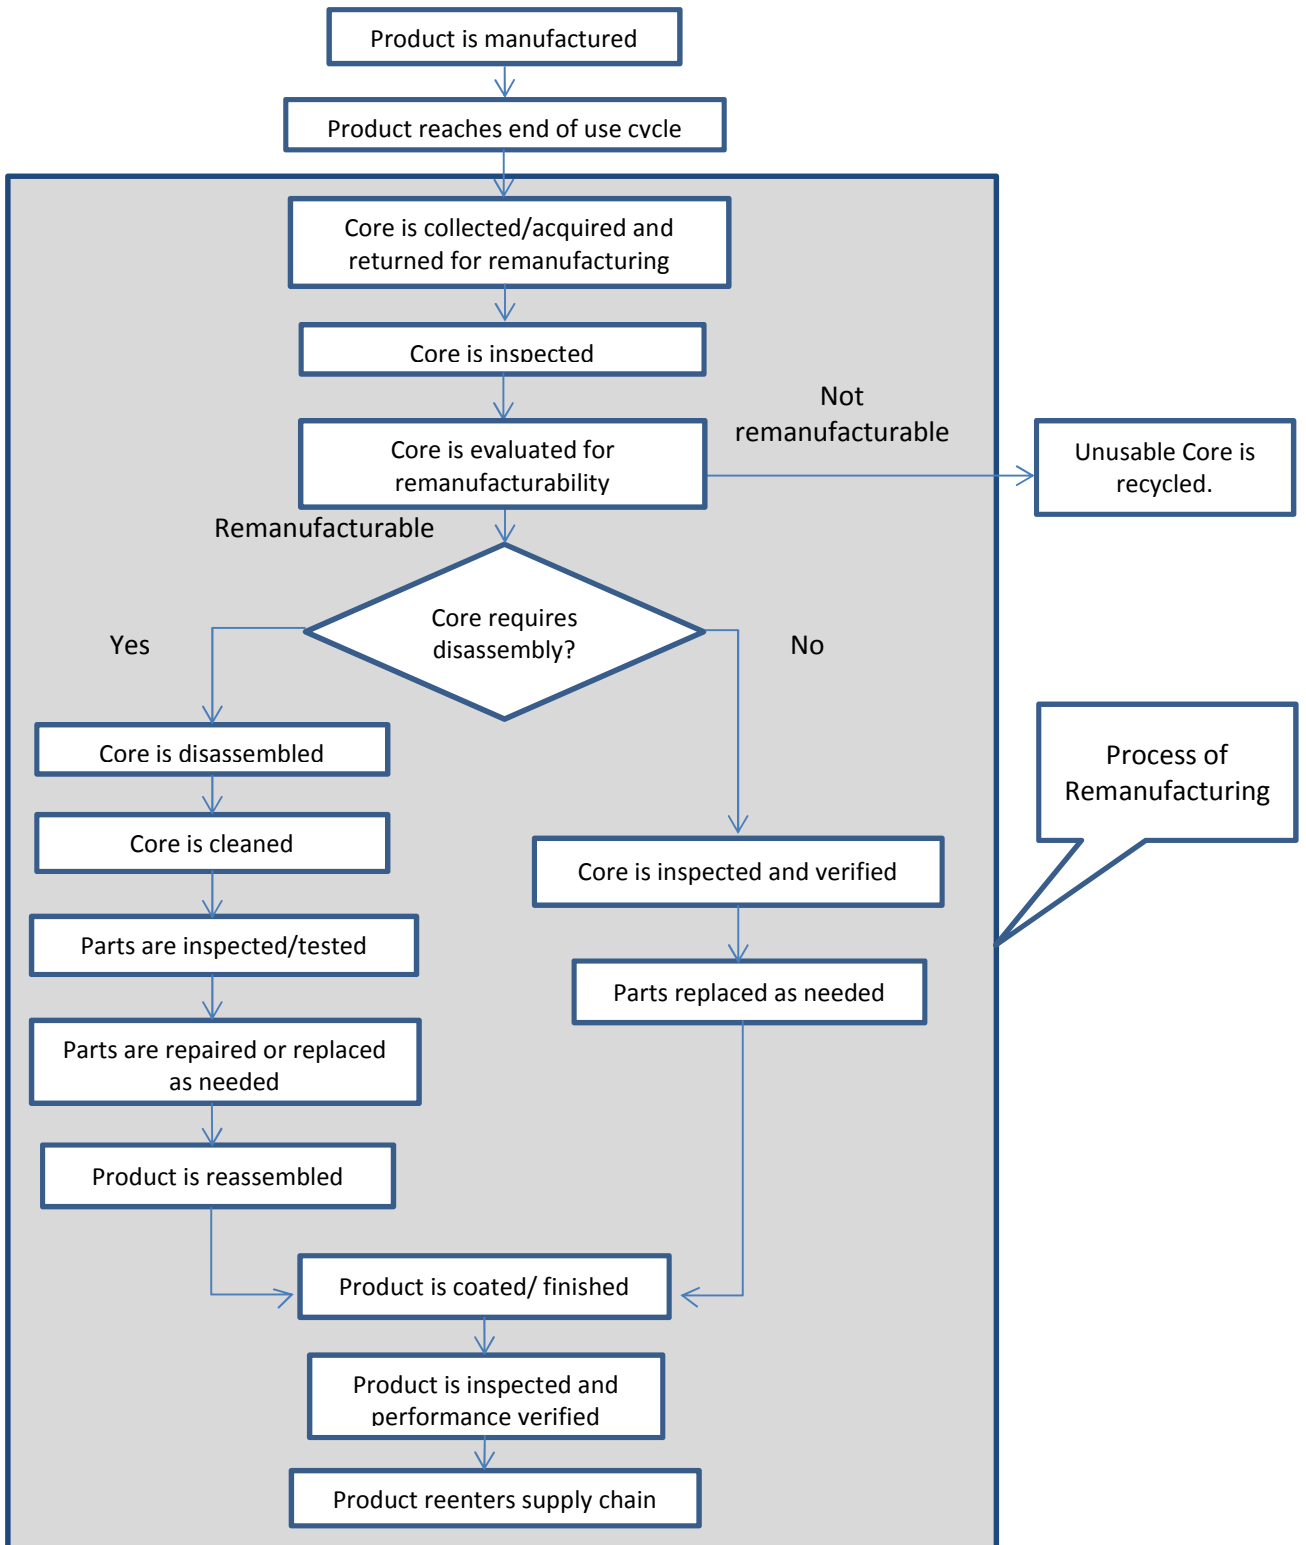 Product is manufactured
Product reaches end of use cycle
Core is collected/acquired and
returned for remanufacturing
Core is inspected
Not
remanufacturable
Core is evaluated for
remanufacturability
Unusable Core is
recycled.
Remanufacturable
Core requires
disassembly?
Yes
No
Core is disassembled
Process of
Remanufacturing
Core is cleaned
Core is inspected and verified
Parts are inspected/tested
Parts replaced as needed
Parts are repaired or replaced
as needed
Product is reassembled
Product is coated/ finished
Product is inspected and
performance verified
Product reenters supply chain